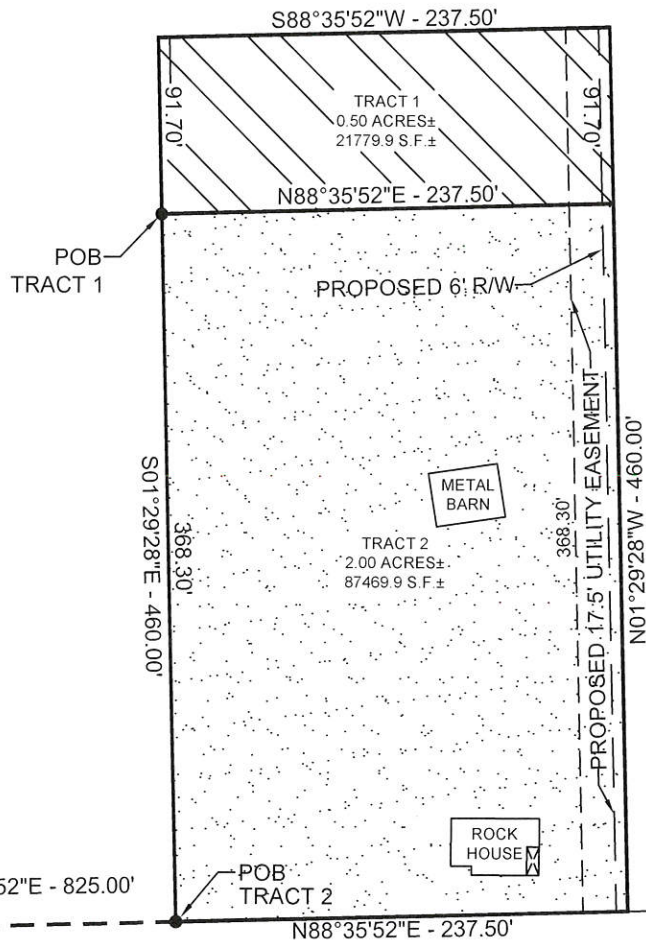 S88°35'52"W - 237.50'
91.70'
TRACT 1
0.50 ACRES±
21779.9 S.F.±
91.70'
N88°35'52"E - 237.50'
POB
TRACT 1
PROPOSED 6' R/W
METAL
BARN
S01°29'28"E - 460.00'
368.30'
TRACT 2
2.00 ACRES±
87469.9 S.F.±
368.30'
PROPOSED 17.5' UTILITY EASEMENT
N01°29'28"W - 460.00'
ROCK
HOUSE
52"E - 825.00'
POB
TRACT 2
N88°35'52"E - 237.50'